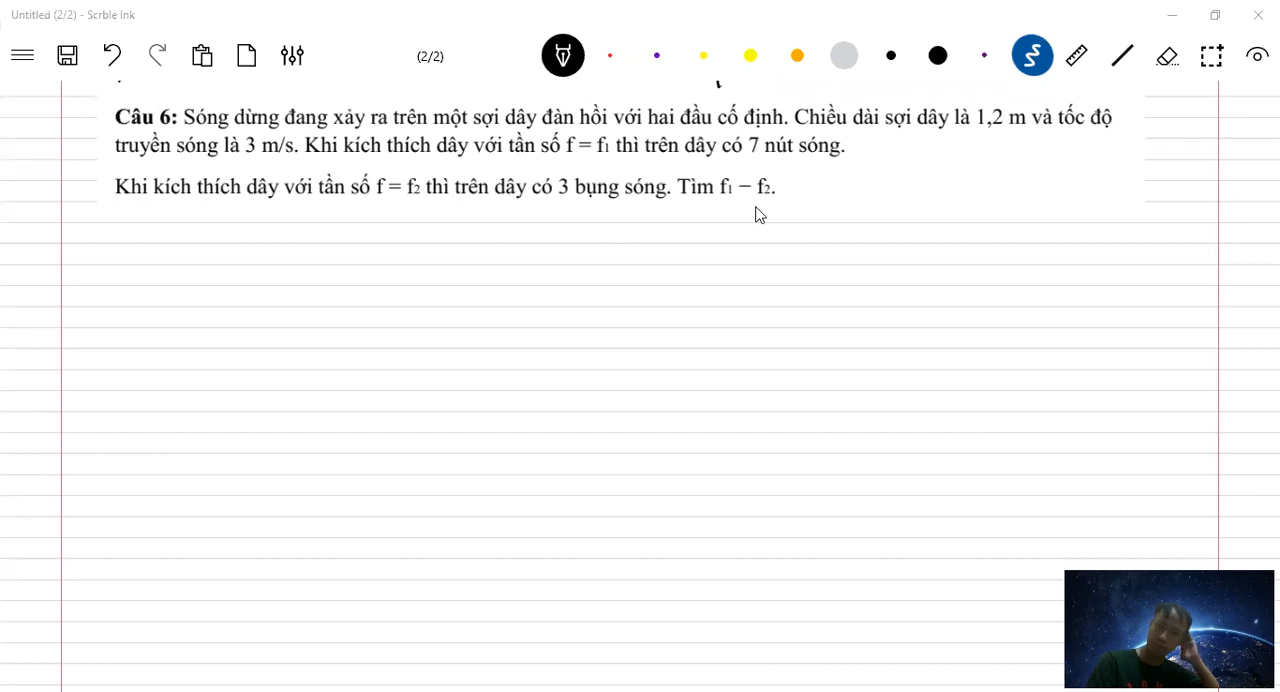 Untitled (2/2) - Scrble Ink
(2/2)
Câu 6: Sóng dừng đang xảy ra trên một sợi dây đàn hồi với hai đầu cố định. Chiều dài sợi dây là 1,2 m và tốc độ
truyền sóng là 3 m/s. Khi kích thích dây với tần số f = f₁ thì trên dây có 7 nút sóng.
Khi kích thích dây với tần số f = f₂ thì trên dây có 3 bụng sóng. Tìm f₁ − f₂.